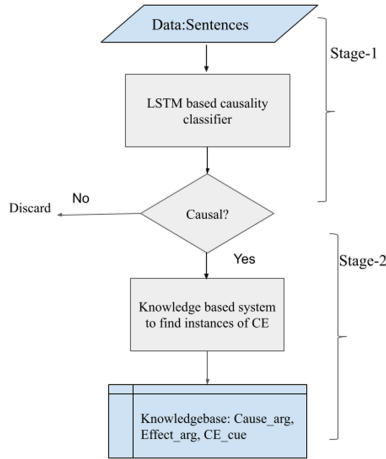 Data:Sentences
Stage-1
LSTM based causality
classifier
No
Discard
Causal?
Yes
Stage-2
Knowledge based system
to find instances of CE
Knowledgebase: Cause_arg,
Effect_arg, CE_cue